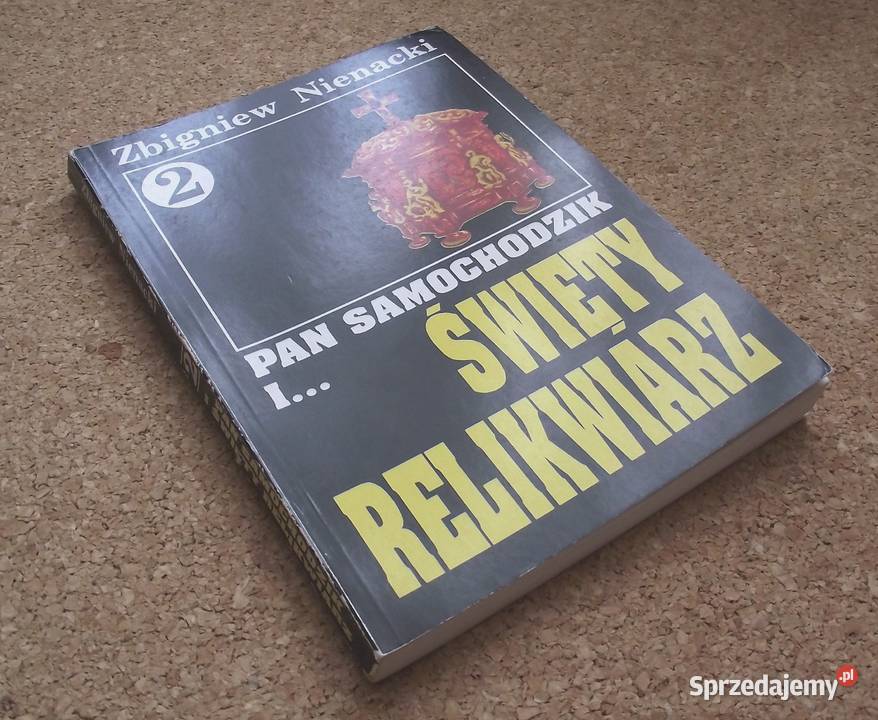 Zbigniew Nienacki
2
PAN SAMOCHODZIK
I...
ŚWIĘTY
RELIKWIARZ
Sprzedajemy.pl